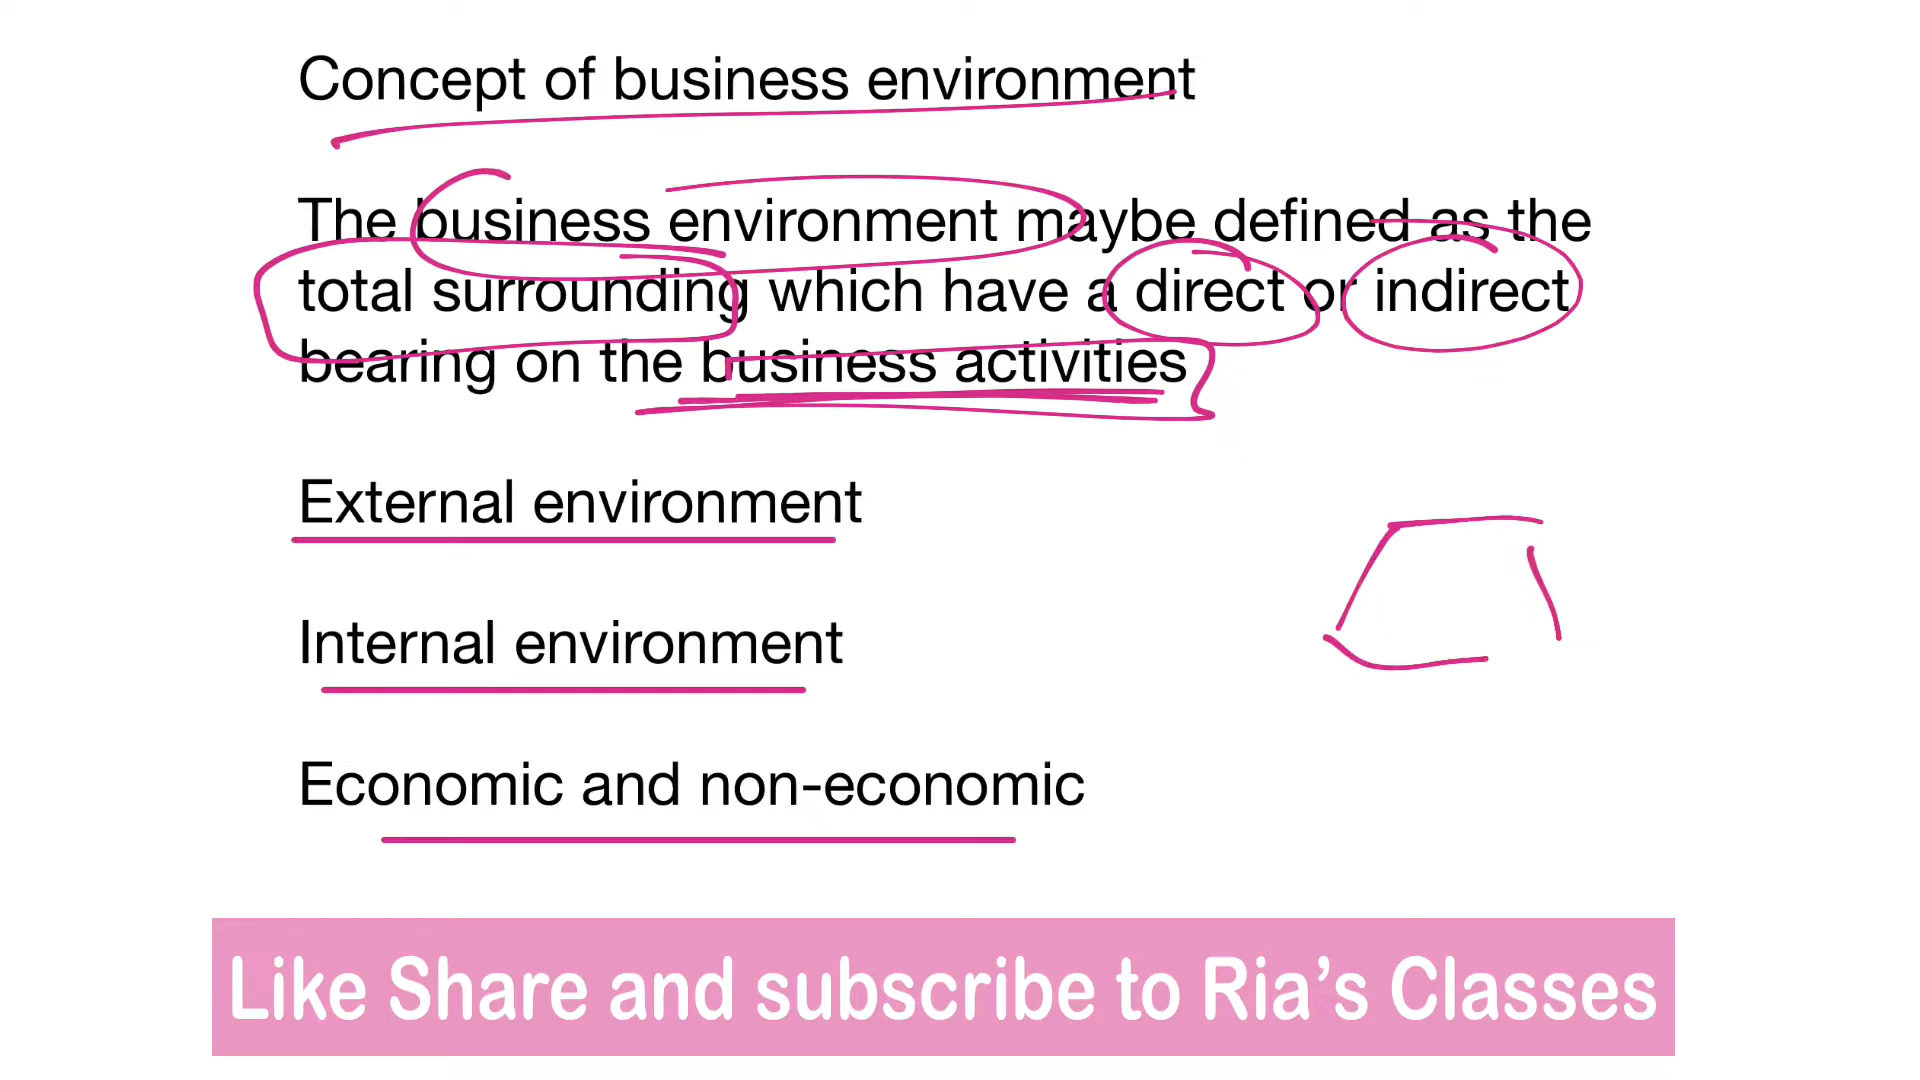 Concept of business environment
The business environment maybe defined as the
total surrounding which have a direct or indirect
bearing on the business activities
External environment
Internal environment
Economic and non-economic
Like Share and subscribe to Ria’s Classes